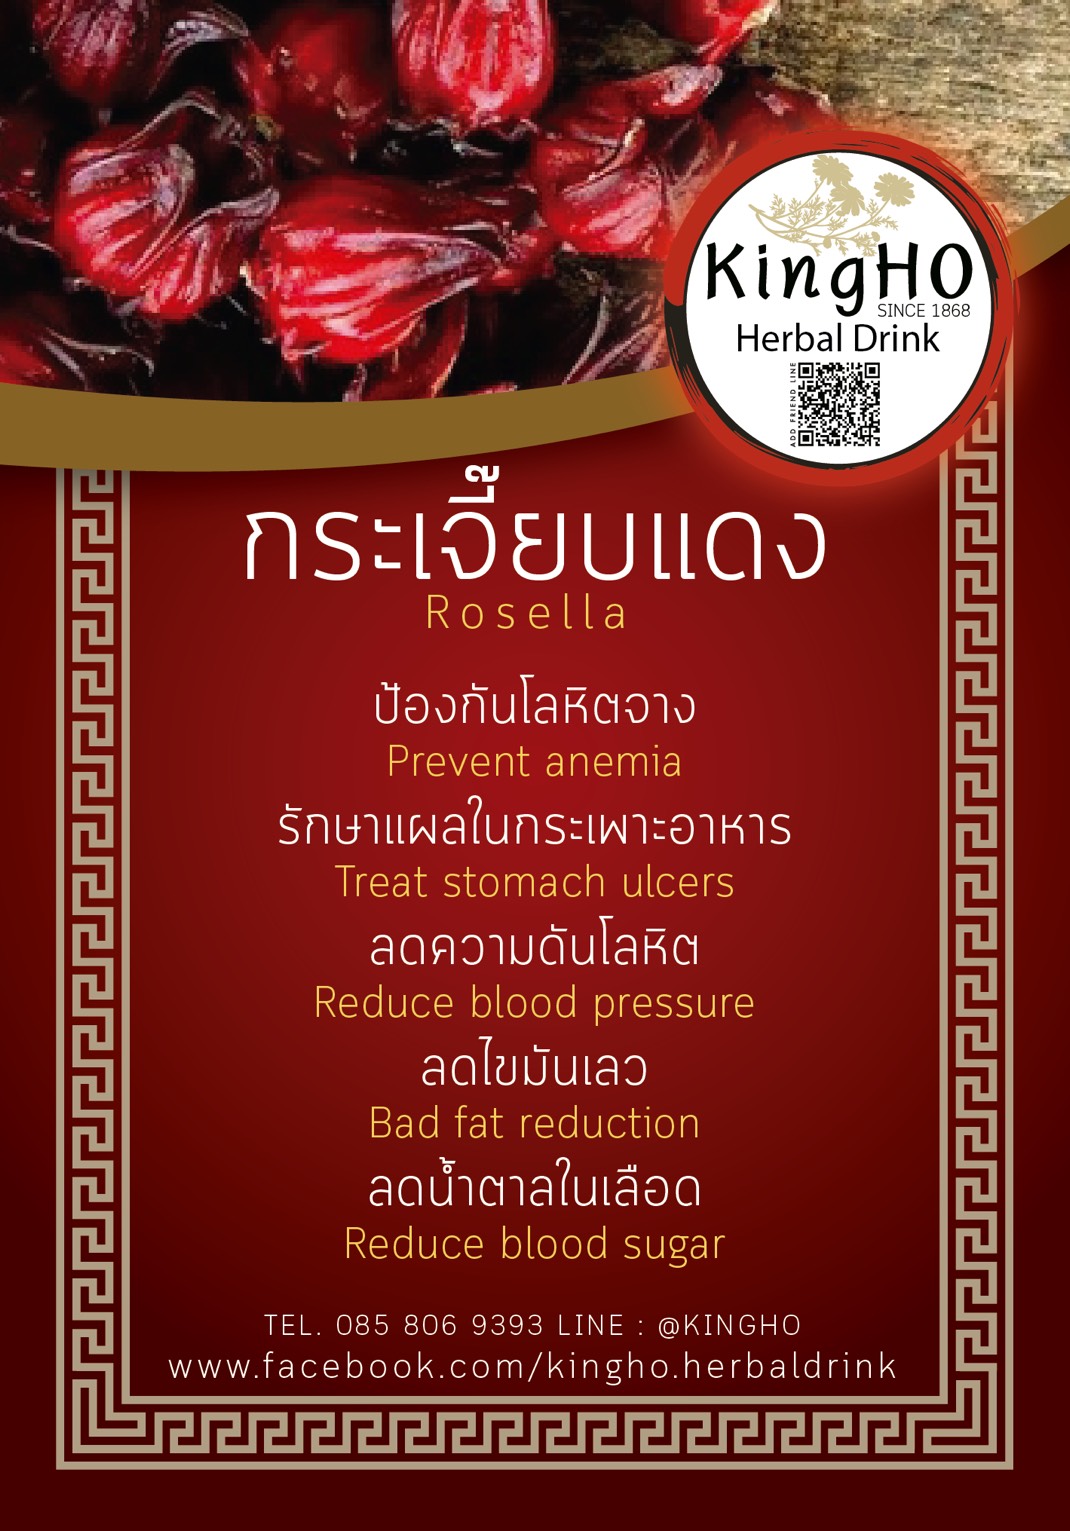 KingHO
SINCE 1868
Herbal Drink
ADD FRIEND LINE
กระเจี๊ยบแดง
Rosella
ป้องกันโลหิตจาง
Prevent anemia
รักษาแผลในกระเพาะอาหาร
Treat stomach ulcers
ลดความดันโลหิต
Reduce blood pressure
ลดไขมันเลว
Bad fat reduction
ลดน้ำตาลในเลือด
Reduce blood sugar
TEL. 085 806 9393 LINE : @KINGHO
www.facebook.com/kingho.herbaldrink